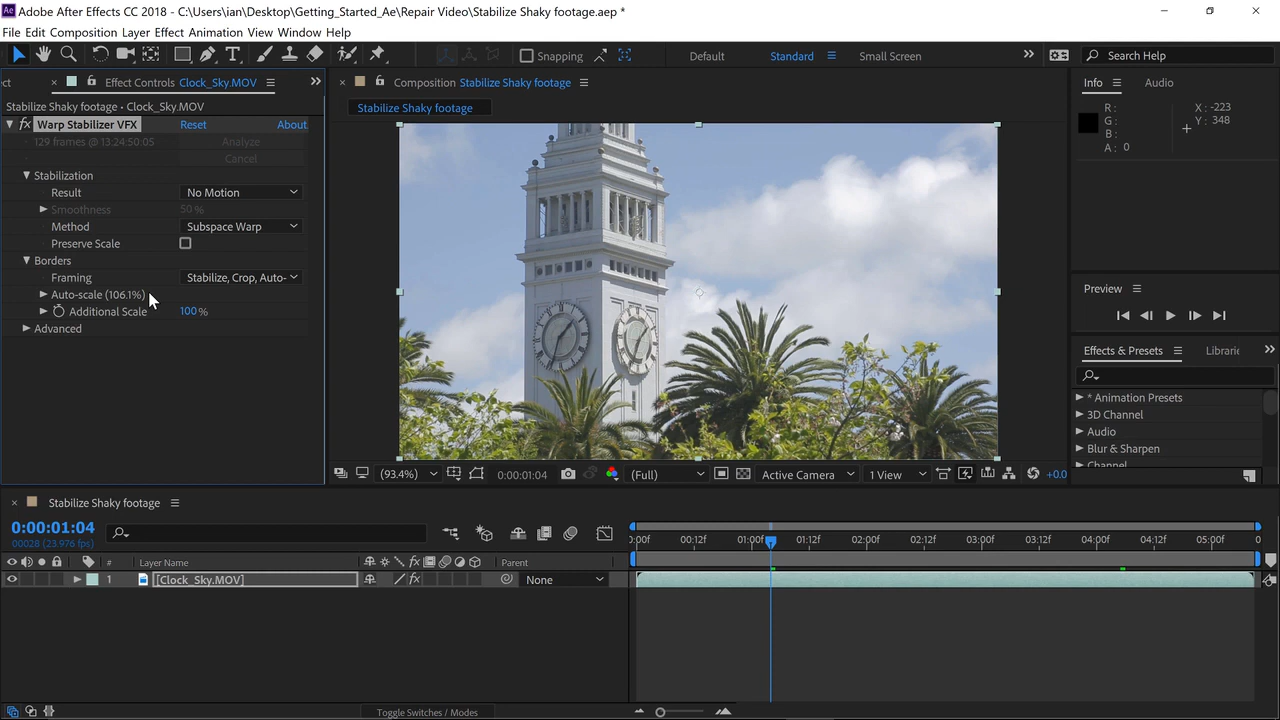 Adobe After Effects CC 2018 - C:\Users\ian\Desktop\Getting_Started_Ae\Repair Video\Stabilize Shaky footage.aep *
File Edit Composition Layer Effect Animation View Window Help
Snapping Default Standard Small Screen Search Help
ect Effect Controls Clock_Sky.MOV
Stabilize Shaky footage • Clock_Sky.MOV
fx Warp Stabilizer VFX Reset About
129 frames @ 13:24:50:05 Analyze
Cancel
Stabilization
Result No Motion
Smoothness 50 %
Method Subspace Warp
Preserve Scale
Borders
Framing Stabilize, Crop, Auto-
Auto-scale (106.1%)
Additional Scale 100 %
Advanced
Composition Stabilize Shaky footage
Stabilize Shaky footage
(93.4%) 0:00:01:04 (Full) Active Camera 1 View +0.0
Info Audio
R : X : -223
G : Y : 348
B :
A : 0
Preview
Effects & Presets Librarie
* Animation Presets
3D Channel
Audio
Blur & Sharpen
Channel
Stabilize Shaky footage
0:00:01:04
00028 (23.976 fps)
# Layer Name fx Parent
1 [Clock_Sky.MOV] fx None
:00f 00:12f 01:00f 01:12f 02:00f 02:12f 03:00f 03:12f 04:00f 04:12f 05:00f 0
Toggle Switches / Modes